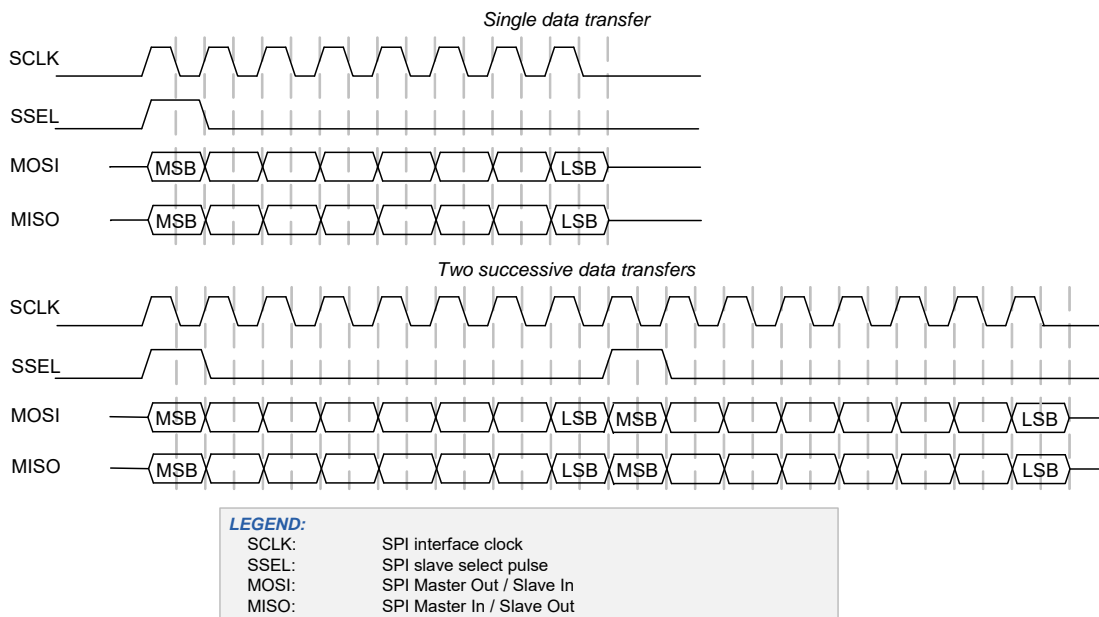 Single data transfer
SCLK
SSEL
MOSI MSB LSB
MISO MSB LSB
Two successive data transfers
SCLK
SSEL
MOSI MSB LSB MSB LSB
MISO MSB LSB MSB LSB
LEGEND:
SCLK: SPI interface clock
SSEL: SPI slave select pulse
MOSI: SPI Master Out / Slave In
MISO: SPI Master In / Slave Out